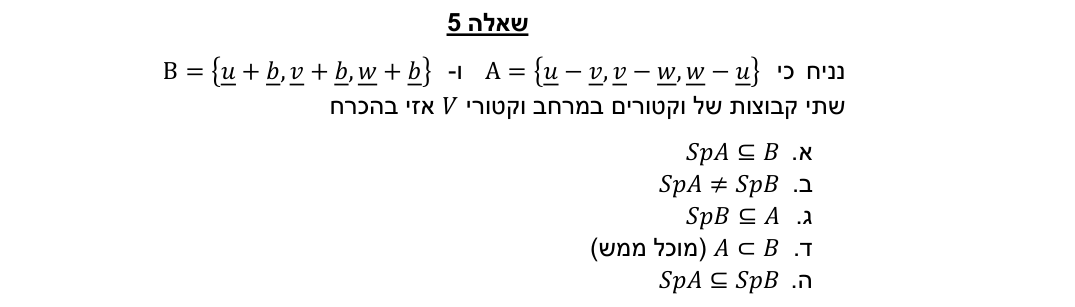 שאלה 5
נניח כי A = {u − v, v − w, w − u} ו- B = {u + b, v + b, w + b}
שתי קבוצות של וקטורים במרחב וקטורי V אזי בהכרח
א. SpA ⊆ B
ב. SpA ≠ SpB
ג. SpB ⊆ A
ד. A ⊂ B (מוכל ממש)
ה. SpA ⊆ SpB